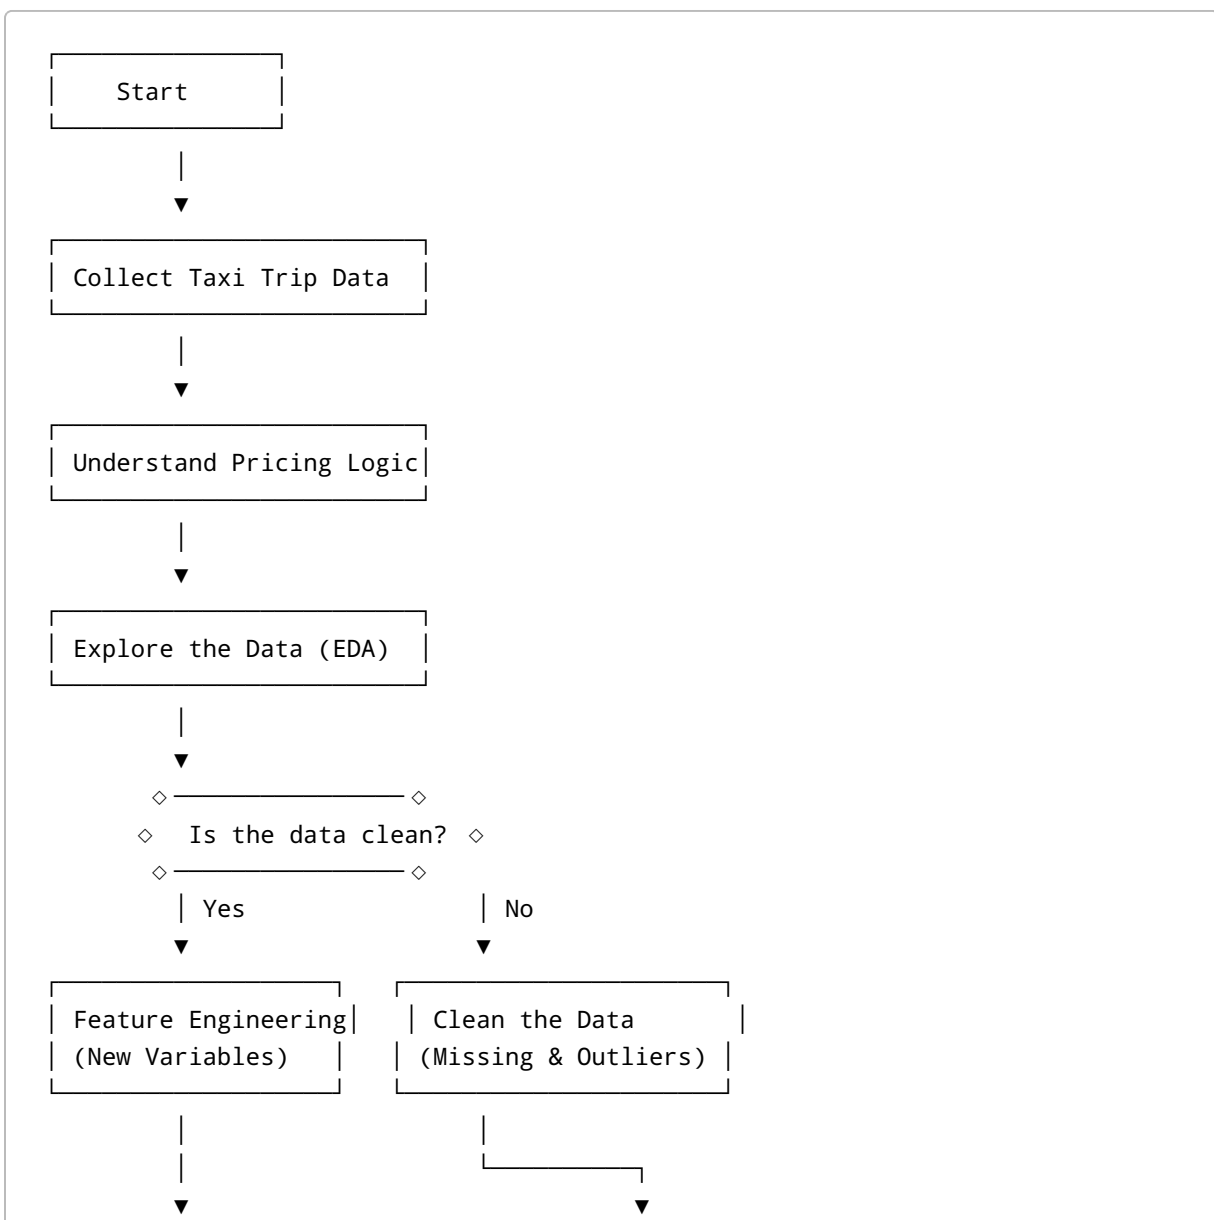 Start
Collect Taxi Trip Data
Understand Pricing Logic
Explore the Data (EDA)
Is the data clean?
Yes No
Feature Engineering Clean the Data
(New Variables) (Missing & Outliers)